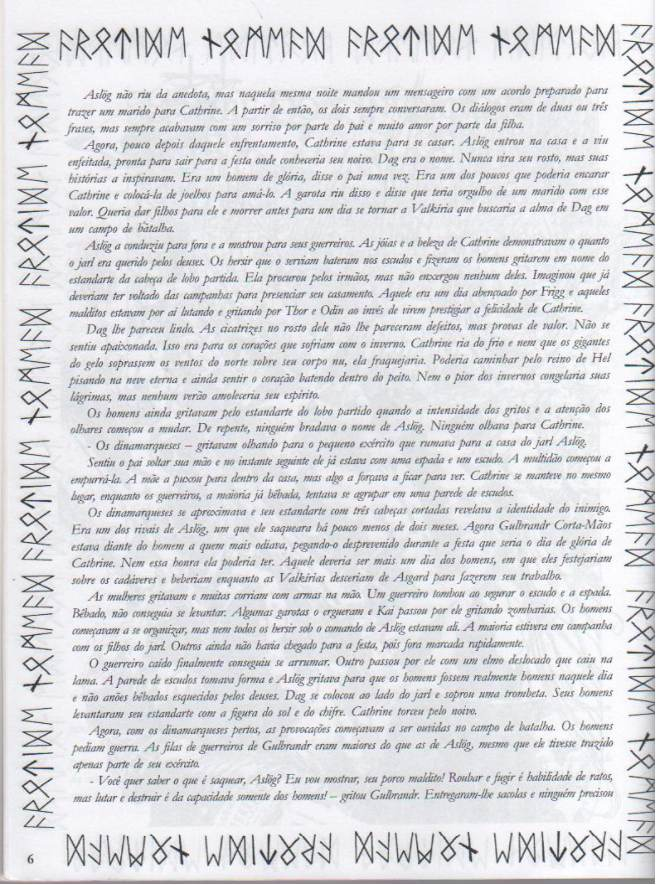 Aslög não riu da anedota, mas naquela mesma noite mandou um mensageiro com um acordo preparado para
trazer um marido para Cathrine. A partir de então, os dois sempre conversaram. Os diálogos eram de duas ou três
frases, mas sempre acabavam com um sorriso por parte do pai e muito amor por parte da filha.
Agora, pouco depois daquele enfrentamento, Cathrine estava para se casar. Aslög entrou na casa e a viu
enfeitada, pronta para sair para a festa onde conheceria seu noivo. Dag era o nome. Nunca vira seu rosto, mas suas
histórias a inspiravam. Era um homem de glória, disse o pai uma vez. Era um dos poucos que poderia encarar
Cathrine e colocá-la de joelhos para amá-lo. A garota riu disso e disse que teria orgulho de um marido com esse
valor. Queria dar filhos para ele e morrer antes para um dia se tornar a Valkíria que buscaria a alma de Dag em
um campo de batalha.
Aslög a conduziu para fora e a mostrou para seus guerreiros. As jóias e a beleza de Cathrine demonstravam o quanto
o jarl era querido pelos deuses. Os hersir que o serviam bateram nos escudos e fizeram os homens gritarem em nome do
estandarte da cabeça de lobo partida. Ela procurou pelos irmãos, mas não enxergou nenhum deles. Imaginou que já
deveriam ter voltado das campanhas para presenciar seu casamento. Aquele era um dia abençoado por Frigg e aqueles
malditos estavam por aí lutando e gritando por Thor e Odin ao invés de virem prestigiar a felicidade de Cathrine.
Dag lhe pareceu lindo. As cicatrizes no rosto dele não lhe pareceram defeitos, mas provas de valor. Não se
sentiu apaixonada. Isso era para os corações que sofriam com o inverno. Cathrine ria do frio e nem que os gigantes
do gelo soprassem os ventos do norte sobre seu corpo nu, ela fraquejaria. Poderia caminhar pelo reino de Hel
pisando na neve eterna e ainda sentir o coração batendo dentro do peito. Nem o pior dos invernos congelaria suas
lágrimas, mas nenhum verão amoleceria seu espírito.
Os homens ainda gritavam pelo estandarte do lobo partido quando a intensidade dos gritos e a atenção dos
olhares começou a mudar. De repente, ninguém bradava o nome de Aslög. Ninguém olhava para Cathrine.
- Os dinamarqueses – gritavam olhando para o pequeno exército que rumava para a casa do jarl Aslög.
Sentiu o pai soltar sua mão e no instante seguinte ele já estava com uma espada e um escudo. A multidão começou a
empurrá-la. A mãe a puxou para dentro da casa, mas algo a forçava a ficar para ver. Cathrine se manteve no mesmo
lugar, enquanto os guerreiros, a maioria já bêbada, tentava se agrupar em uma parede de escudos.
Os dinamarqueses se aproximava e seu estandarte com três cabeças cortadas revelava a identidade do inimigo.
Era um dos rivais de Aslög, um que ele saqueara há pouco menos de dois meses. Agora Gulbrandr Corta-Mãos
estava diante do homem a quem mais odiava, pegando-o desprevenido durante a festa que seria o dia de glória de
Cathrine. Nem essa honra ela poderia ter. Aquele deveria ser mais um dia dos homens, em que eles festejariam
sobre os cadáveres e beberiam enquanto as Valkírias desceriam de Asgard para fazerem seu trabalho.
As mulheres gritavam e muitas corriam com armas na mão. Um guerreiro tombou ao segurar o escudo e a espada.
Bêbado, não conseguia se levantar. Algumas garotas o ergueram e Kai passou por ele gritando zombarias. Os homens
começavam a se organizar, mas nem todos os hersir sob o comando de Aslög estavam ali. A maioria estivera em campanha
com os filhos do jarl. Outros ainda não havia chegado para a festa, pois fora marcada rapidamente.
O guerreiro caído finalmente conseguiu se arrumar. Outro passou por ele com um elmo deslocado que caiu na
lama. A parede de escudos tomava forma e Aslög gritava para que os homens fossem realmente homens naquele dia
e não anões bêbados esquecidos pelos deuses. Dag se colocou ao lado do jarl e soprou uma trombeta. Seus homens
levantaram seu estandarte com a figura do sol e do chifre. Cathrine torceu pelo noivo.
Agora, com os dinamarqueses pertos, as provocações começavam a ser ouvidas no campo de batalha. Os homens
pediam guerra. As filas de guerreiros de Gulbrandr eram maiores do que as de Aslög, mesmo que ele tivesse trazido
apenas parte de seu exército.
- Você quer saber o que é saquear, Aslög? Eu vou mostrar, seu porco maldito! Roubar e fugir é habilidade de ratos,
mas lutar e destruir é da capacidade somente dos homens! – gritou Gulbrandr. Entregaram-lhe sacolas e ninguém precisou
6